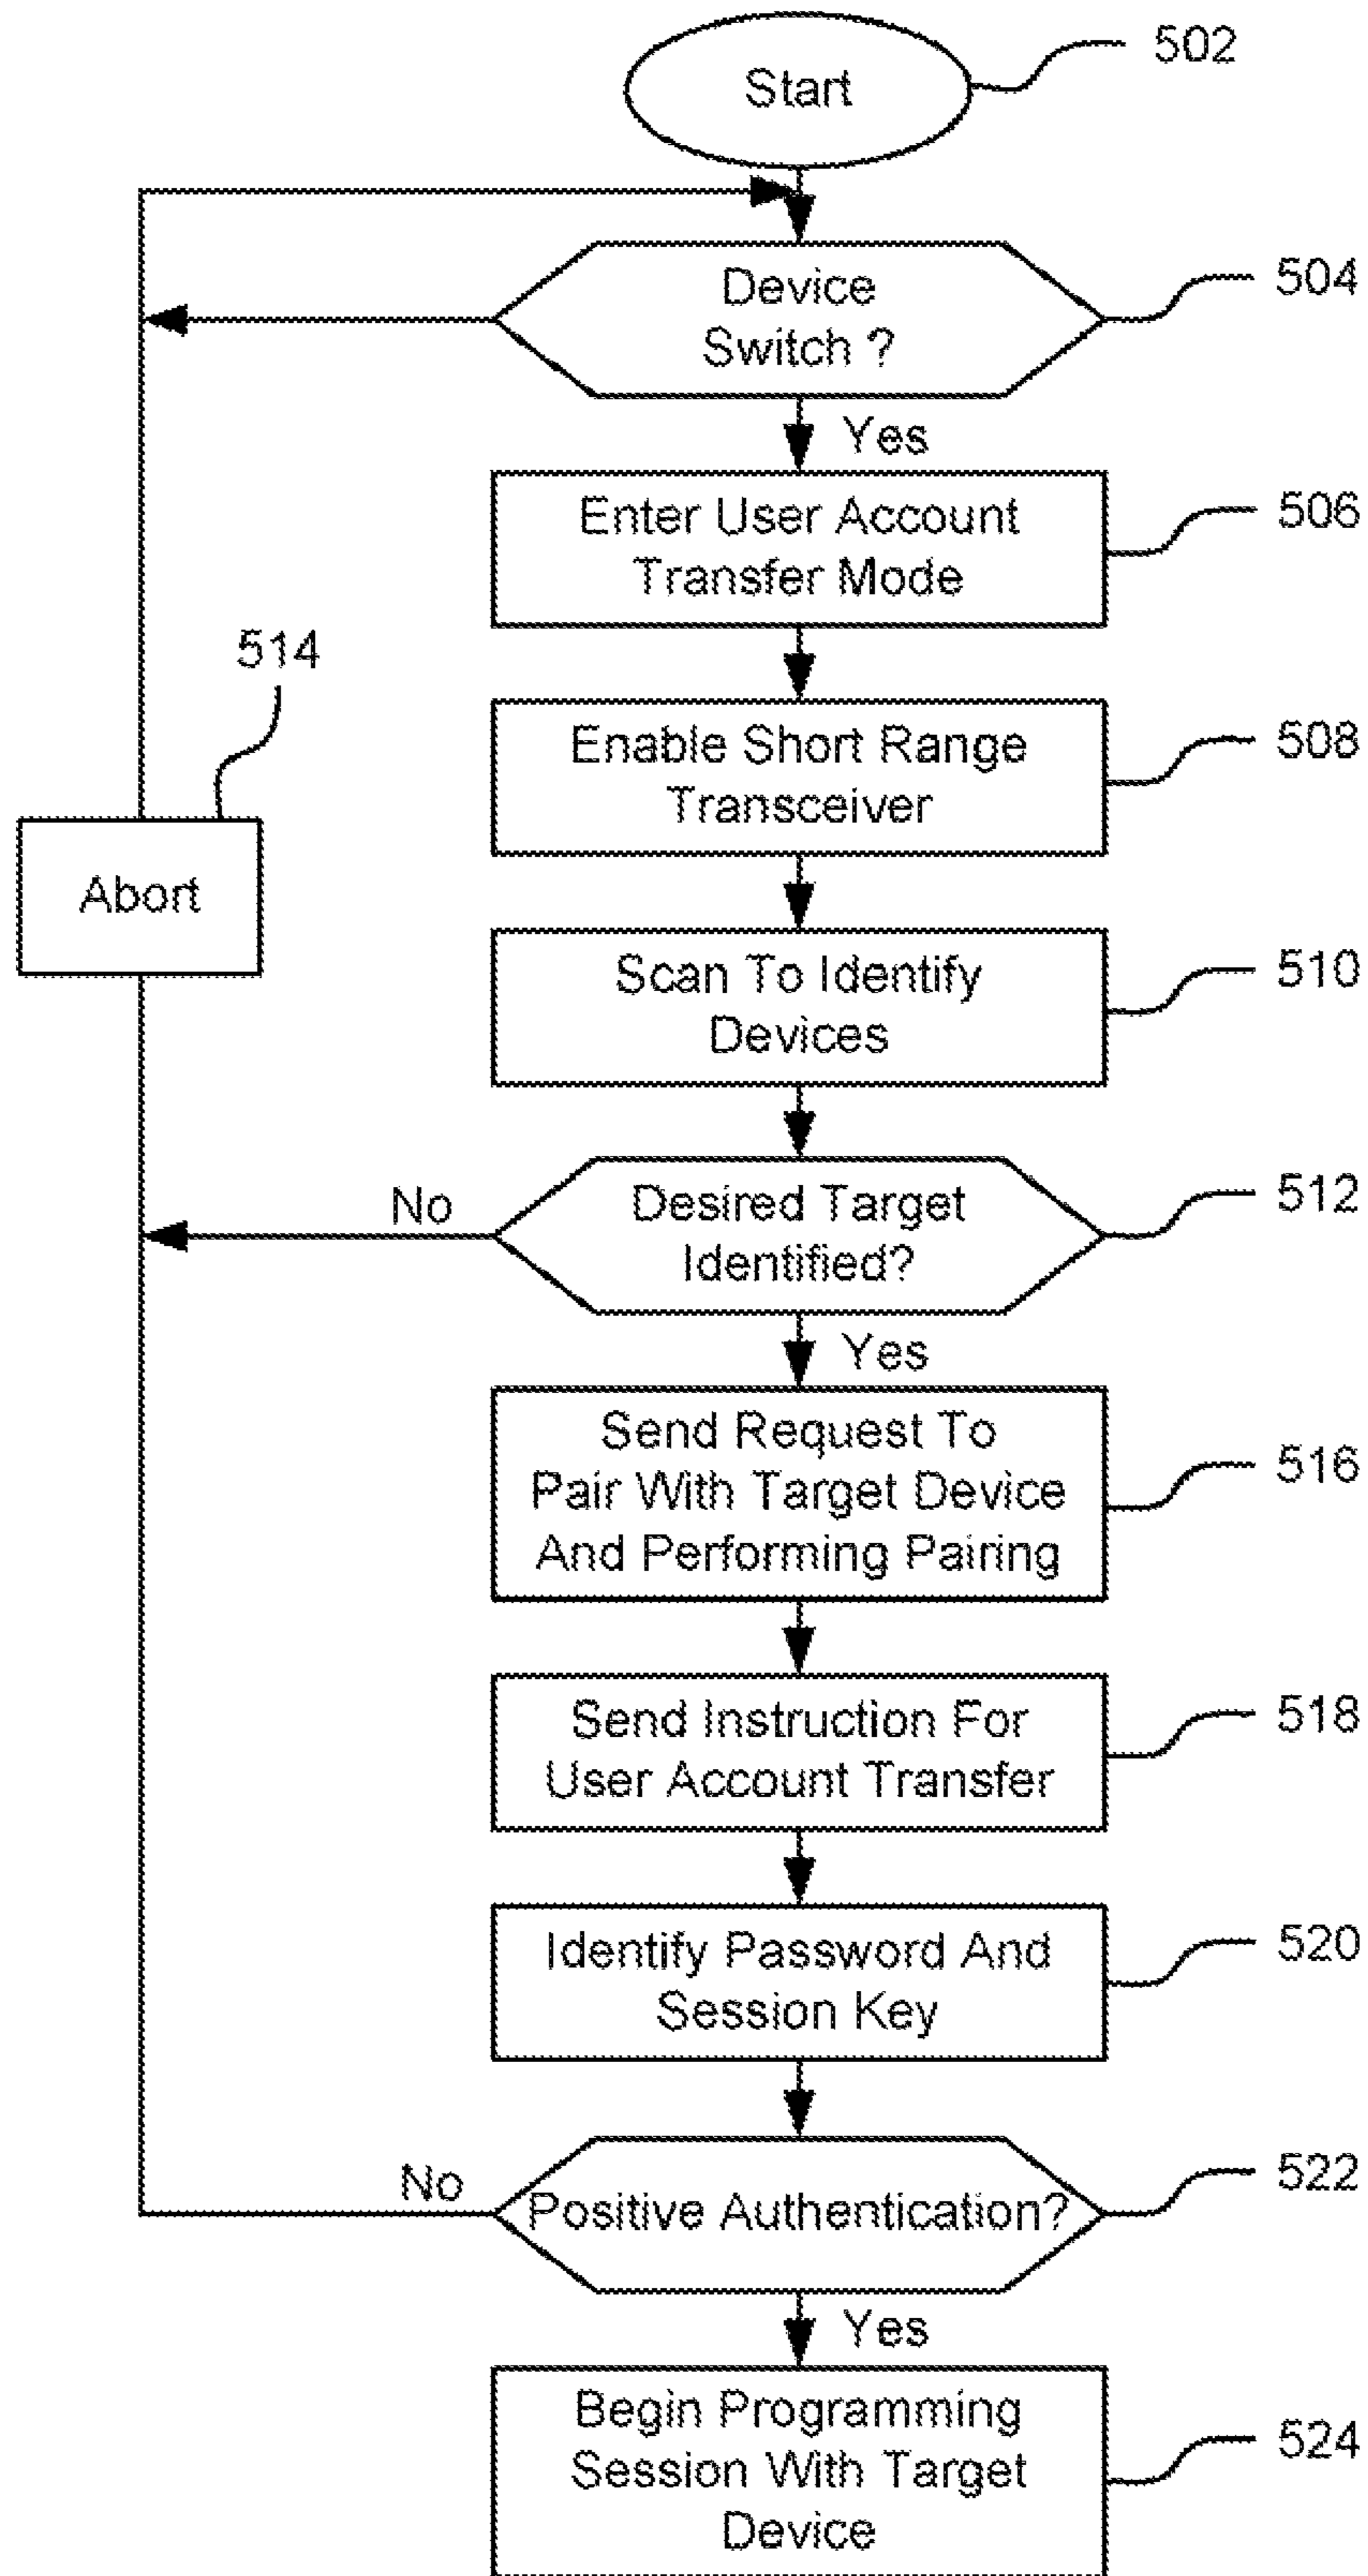 Start
502
Device
Switch ?
504
Yes
Enter User Account
Transfer Mode
506
514
Enable Short Range
Transceiver
508
Abort
Scan To Identify
Devices
510
No
Desired Target
Identified?
512
Yes
Send Request To
Pair With Target Device
And Performing Pairing
516
Send Instruction For
User Account Transfer
518
Identify Password And
Session Key
520
No
Positive Authentication?
522
Yes
Begin Programming
Session With Target
Device
524